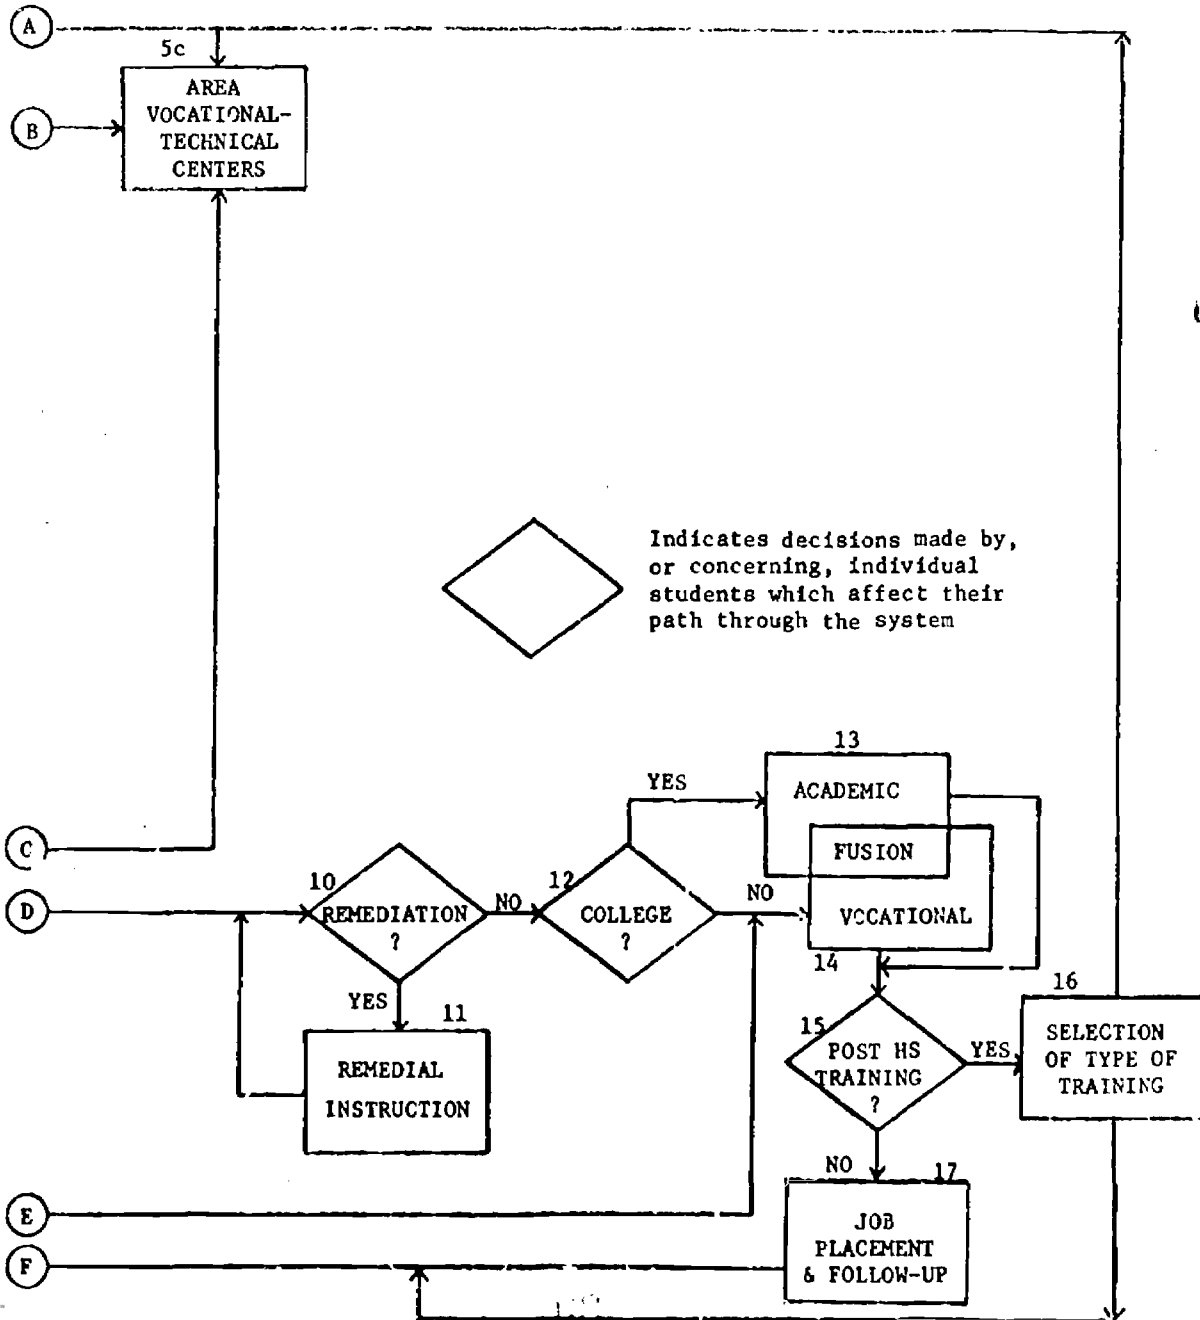 A
5c
AREA
VOCATIONAL-
TECHNICAL
CENTERS
B
Indicates decisions made by,
or concerning, individual
students which affect their
path through the system
13
YES
ACADEMIC
FUSION
C
10
12
NO
D
REMEDIATION
?
NO
COLLEGE
?
VOCATIONAL
14
YES
11
REMEDIAL
INSTRUCTION
15
POST HS
TRAINING
?
YES
16
SELECTION
OF TYPE OF
TRAINING
NO
17
E
JOB
PLACEMENT
& FOLLOW-UP
F